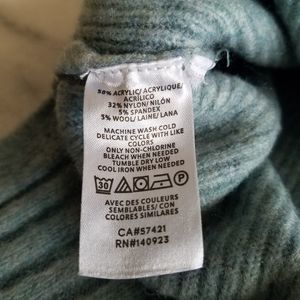 58% ACRYLIC/ ACRYLIQUE/
ACRÍLICO
32% NYLON/ NILÓN
5% SPANDEX
5% WOOL/ LAINE/ LANA
MACHINE WASH COLD
DELICATE CYCLE WITH LIKE
COLORS
ONLY NON-CHLORINE
BLEACH WHEN NEEDED
TUMBLE DRY LOW
COOL IRON WHEN NEEDED
30 P
AVEC DES COULEURS
SEMBLABLES/ CON
COLORES SIMILARES
CA#57421
RN#140923